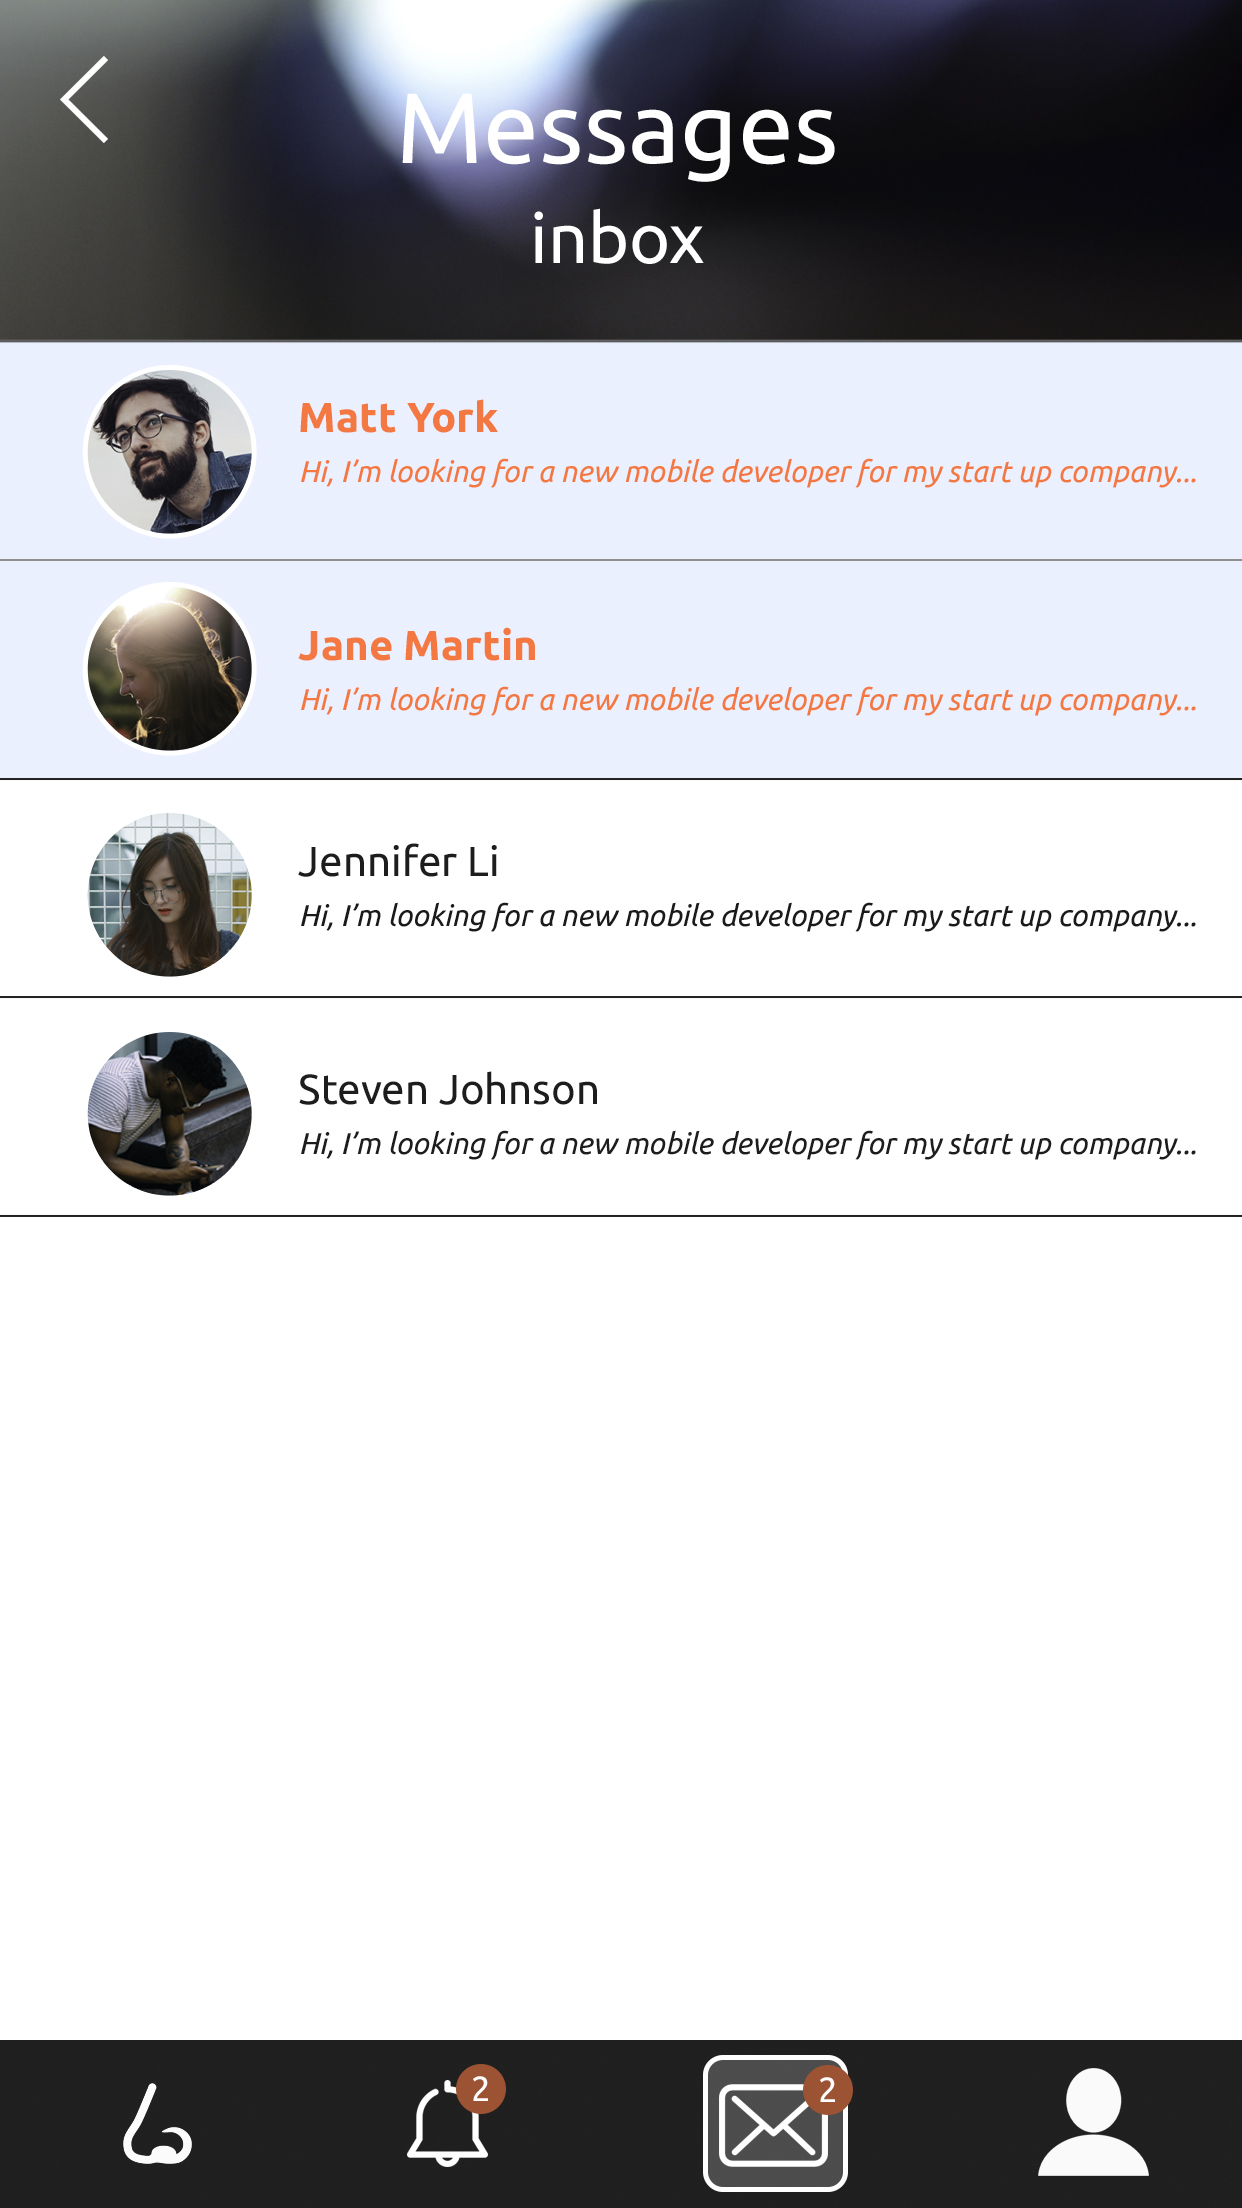 Messages
inbox
Matt York
Hi, I’m looking for a new mobile developer for my start up company...
Jane Martin
Hi, I’m looking for a new mobile developer for my start up company...
Jennifer Li
Hi, I’m looking for a new mobile developer for my start up company...
Steven Johnson
Hi, I’m looking for a new mobile developer for my start up company...
2
2